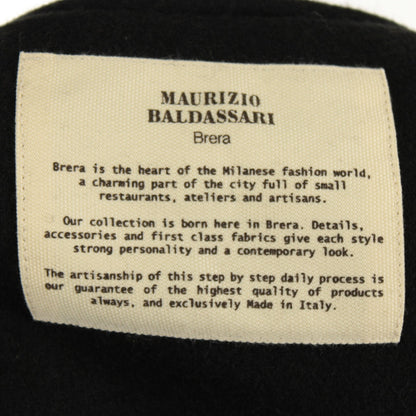 MAURIZIO
BALDASSARI
Brera
Brera is the heart of the Milanese fashion world,
a charming part of the city full of small
restaurants, ateliers and artisans.
Our collection is born here in Brera. Details,
accessories and first class fabrics give each style
strong personality and a contemporary look.
The artisanship of this step by step daily process is
our guarantee of the highest quality of products
always, and exclusively Made in Italy.